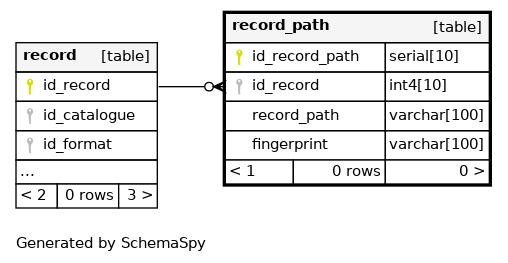 record [table]
id_record
id_catalogue
id_format
...
< 2 0 rows 3 >
record_path [table]
id_record_path serial[10]
id_record int4[10]
record_path varchar[100]
fingerprint varchar[100]
< 1 0 rows 0 >
Generated by SchemaSpy